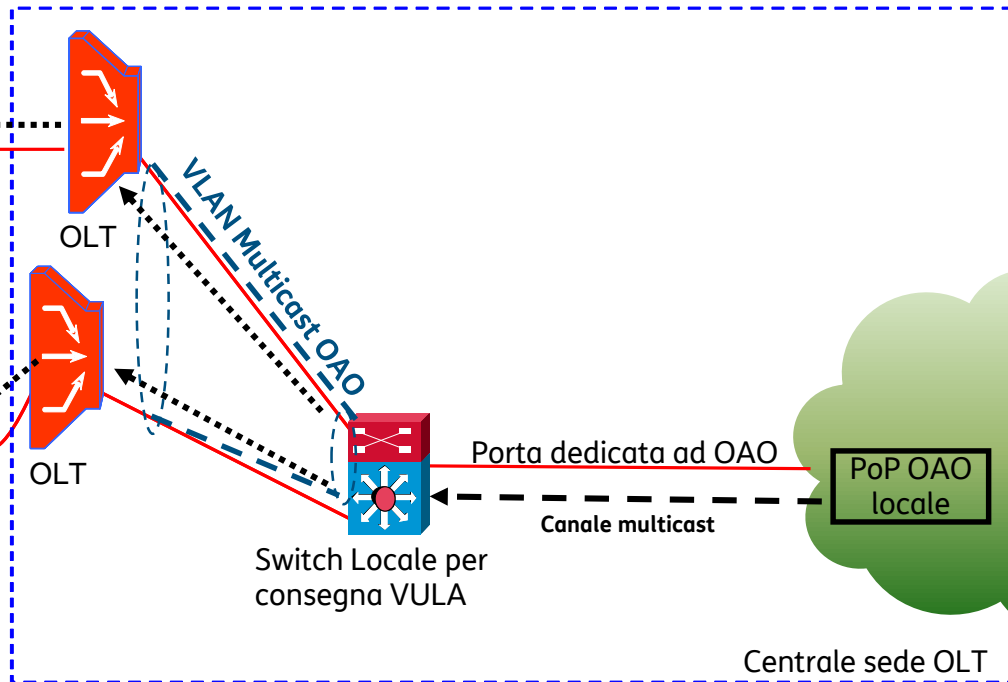 OLT
VLAN Multicast OAO
OLT
Porta dedicata ad OAO
PoP OAO
locale
Canale multicast
Switch Locale per
consegna VULA
Centrale sede OLT